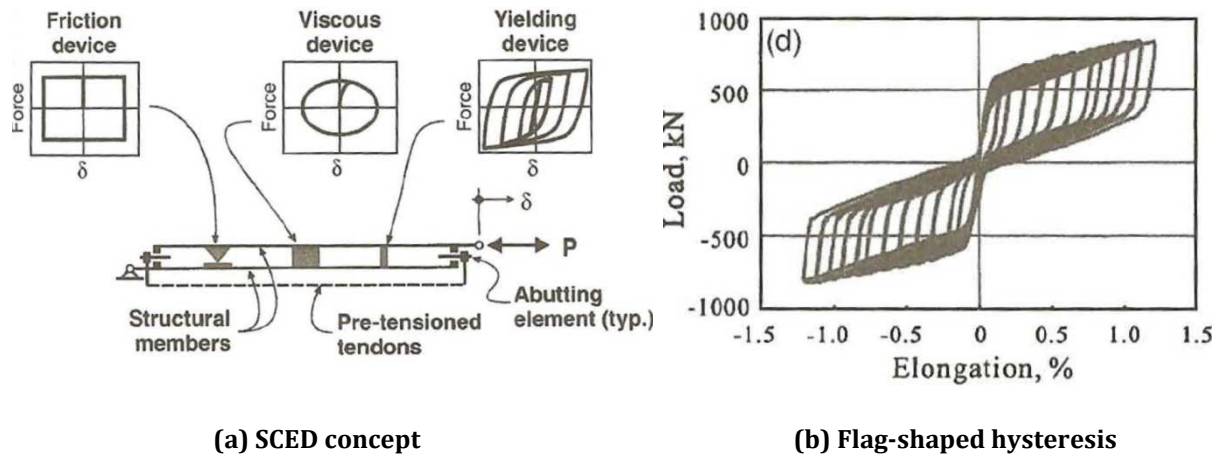 Friction
device
Viscous
device
Yielding
device
Force
Force
Force
δ
δ
δ
δ
P
Structural
members
Pre-tensioned
tendons
Abutting
element (typ.)
(d)
Load, kN
1000
500
0
-500
-1000
-1.5 -1.0 -0.5 0 0.5 1.0 1.5
Elongation, %
(a) SCED concept
(b) Flag-shaped hysteresis